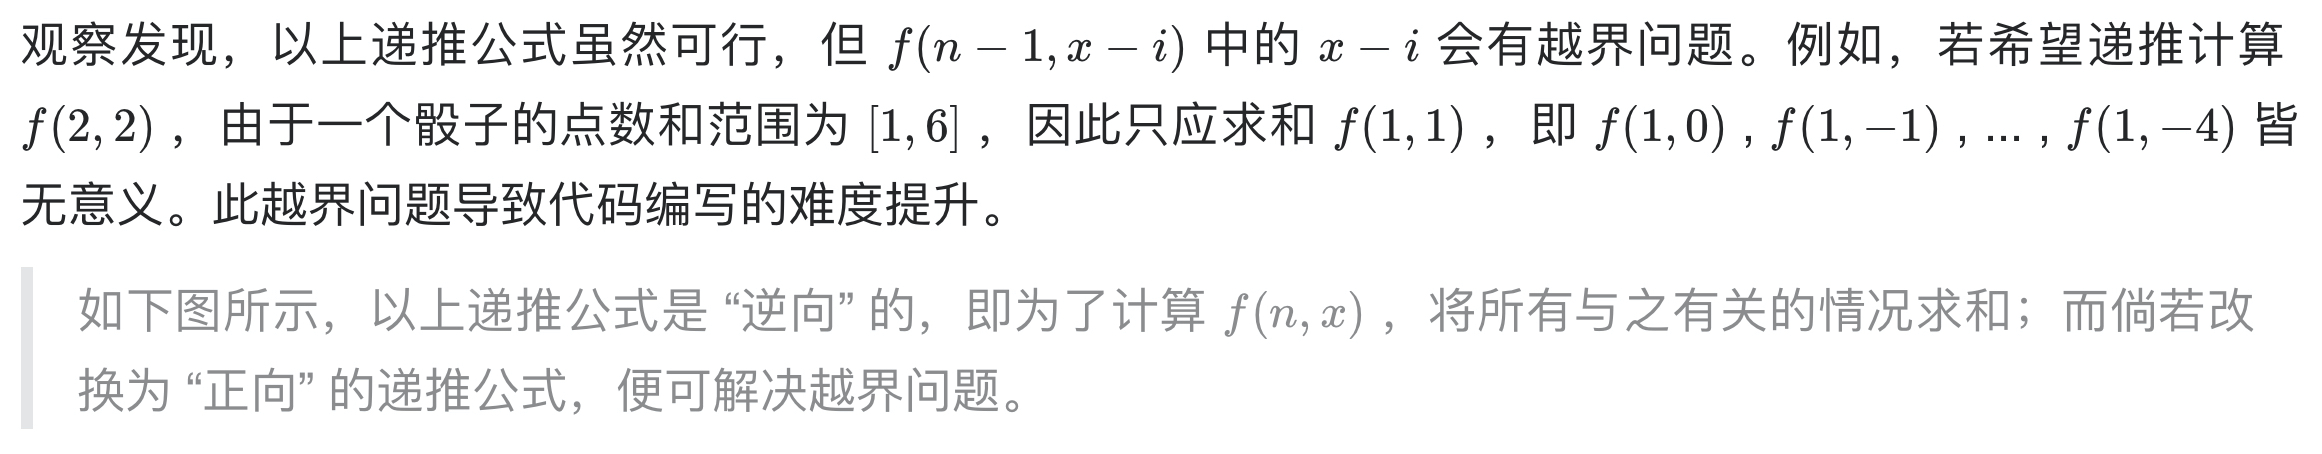 观察发现，以上递推公式虽然可行，但 f(n − 1, x − i) 中的 x − i 会有越界问题。例如，若希望递推计算
f(2, 2) ，由于一个骰子的点数和范围为 [1, 6] ，因此只应求和 f(1, 1) ，即 f(1, 0) , f(1, −1) , ... , f(1, −4) 皆
无意义。此越界问题导致代码编写的难度提升。
如下图所示，以上递推公式是 “逆向” 的，即为了计算 f(n, x) ，将所有与之有关的情况求和；而倘若改
换为 “正向” 的递推公式，便可解决越界问题。